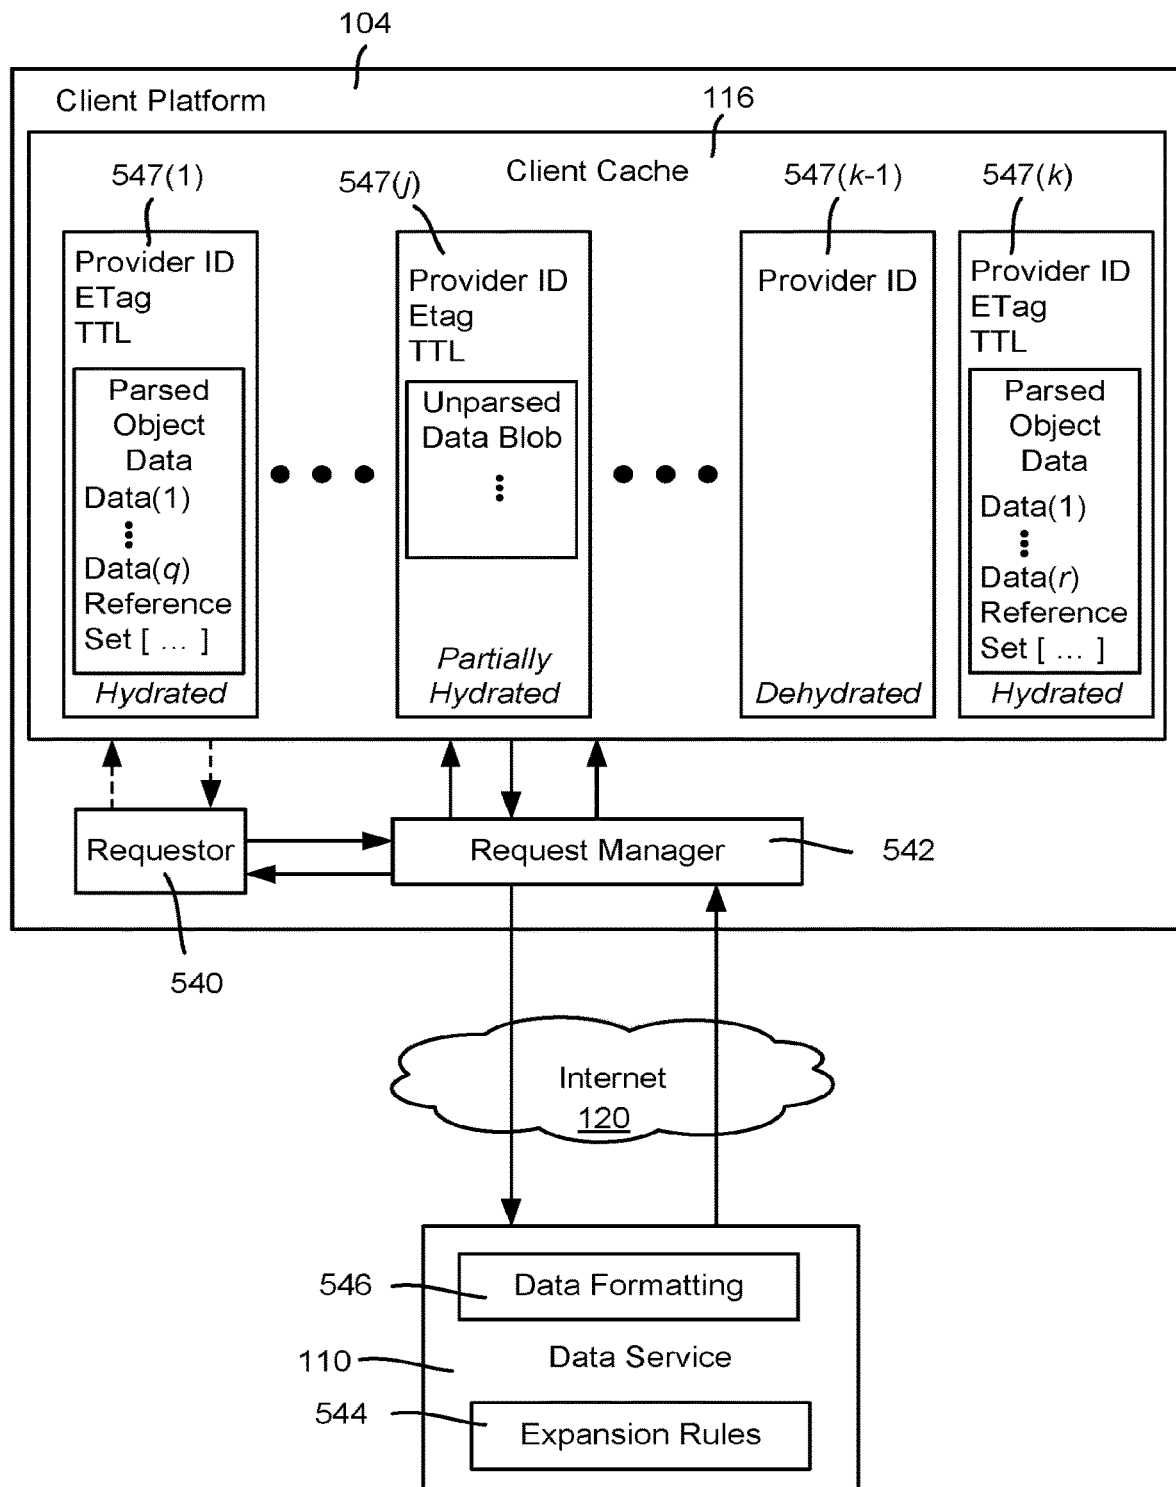 104
Client Platform
116
Client Cache
547(1)
547(j)
547(k-1)
547(k)
Provider ID
ETag
TTL
Parsed
Object
Data
Data(1)
Data(q)
Reference
Set [ ... ]
Hydrated
Provider ID
Etag
TTL
Unparsed
Data Blob
Partially
Hydrated
Provider ID
Dehydrated
Provider ID
ETag
TTL
Parsed
Object
Data
Data(1)
Data(r)
Reference
Set [ ... ]
Hydrated
Requestor
Request Manager
542
540
Internet
120
546
Data Formatting
110
Data Service
544
Expansion Rules